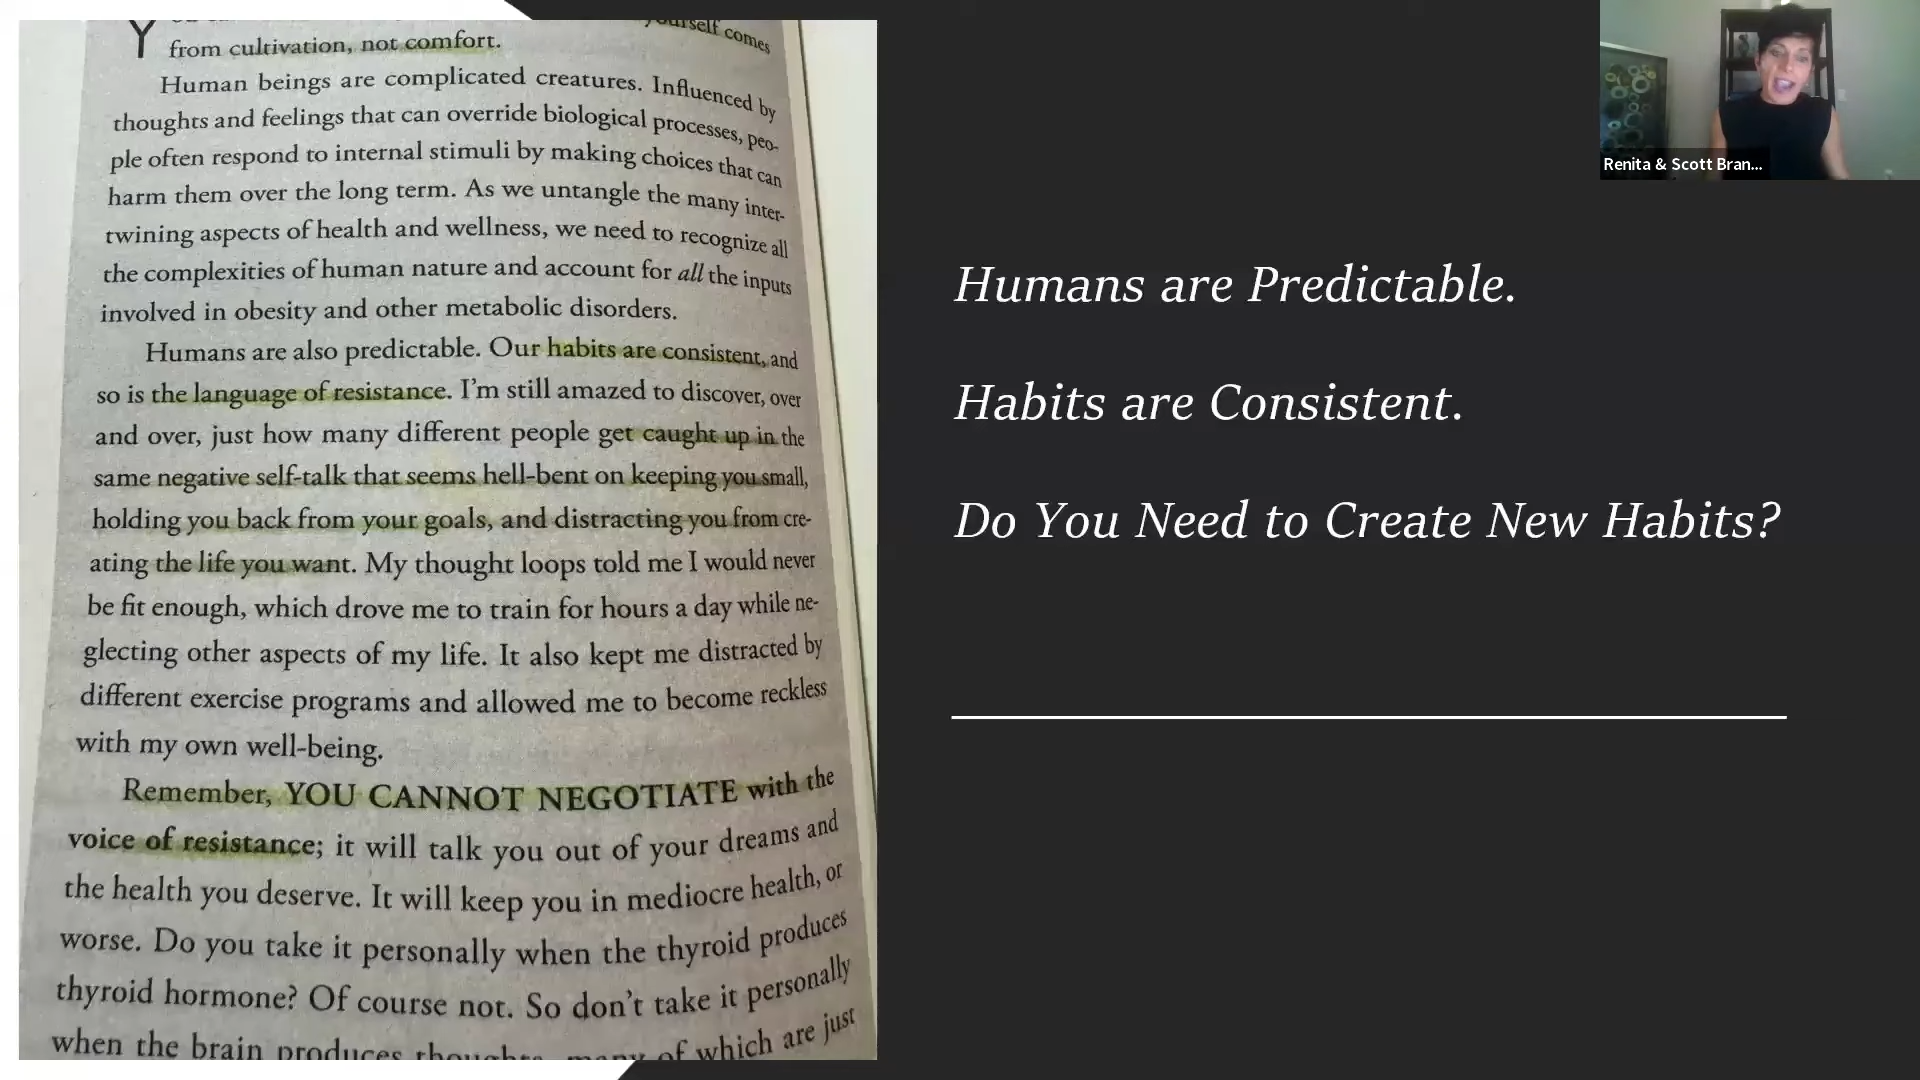 Y
yourself comes
from cultivation, not comfort.
Human beings are complicated creatures. Influenced by
thoughts and feelings that can override biological processes, peo-
ple often respond to internal stimuli by making choices that can
harm them over the long term. As we untangle the many inter-
twining aspects of health and wellness, we need to recognize all
the complexities of human nature and account for all the inputs
involved in obesity and other metabolic disorders.
Humans are also predictable. Our habits are consistent, and
so is the language of resistance. I'm still amazed to discover, over
and over, just how many different people get caught up in the
same negative self-talk that seems hell-bent on keeping you small,
holding you back from your goals, and distracting you from cre-
ating the life you want. My thought loops told me I would never
be fit enough, which drove me to train for hours a day while ne-
glecting other aspects of my life. It also kept me distracted by
different exercise programs and allowed me to become reckless
with my own well-being.
Remember, YOU CANNOT NEGOTIATE with the
voice of resistance; it will talk you out of your dreams and
the health you deserve. It will keep you in mediocre health, or
worse. Do you take it personally when the thyroid produces
thyroid hormone? Of course not. So don't take it personally
when the brain produces thoughts, many of which are just
Humans are Predictable.
Habits are Consistent.
Do You Need to Create New Habits?
Renita & Scott Bran...